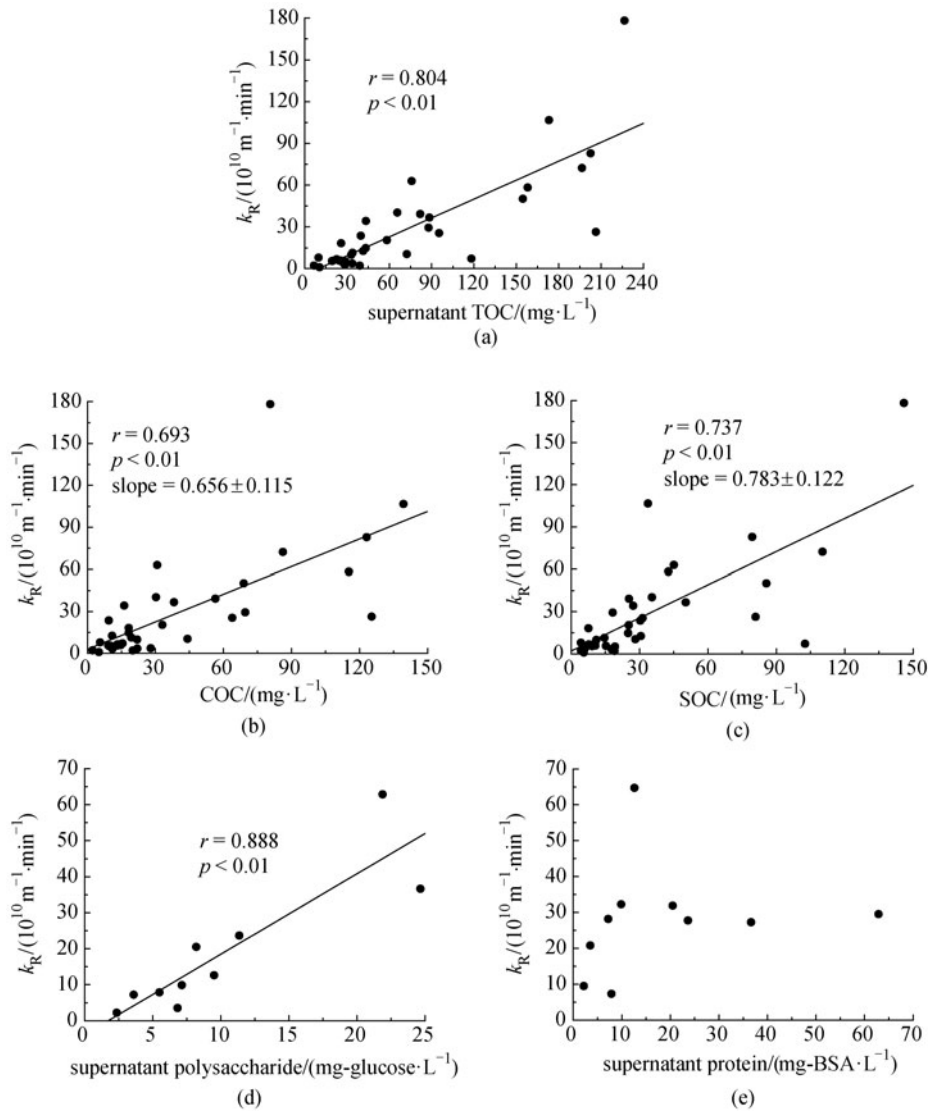 180
150
120
90
60
30
0
k_R/(10^10 m^−1·min^−1)
r = 0.804
p < 0.01
0 30 60 90 120 150 180 210 240
supernatant TOC/(mg·L^−1)
(a)
180
150
120
90
60
30
0
k_R/(10^10 m^−1·min^−1)
r = 0.693
p < 0.01
slope = 0.656±0.115
0 30 60 90 120 150
COC/(mg·L^−1)
(b)
180
150
120
90
60
30
0
k_R/(10^10 m^−1·min^−1)
r = 0.737
p < 0.01
slope = 0.783±0.122
0 30 60 90 120 150
SOC/(mg·L^−1)
(c)
70
60
50
40
30
20
10
0
k_R/(10^10 m^−1·min^−1)
r = 0.888
p < 0.01
0 5 10 15 20 25
supernatant polysaccharide/(mg-glucose·L^−1)
(d)
70
60
50
40
30
20
10
0
k_R/(10^10 m^−1·min^−1)
0 10 20 30 40 50 60 70
supernatant protein/(mg-BSA·L^−1)
(e)